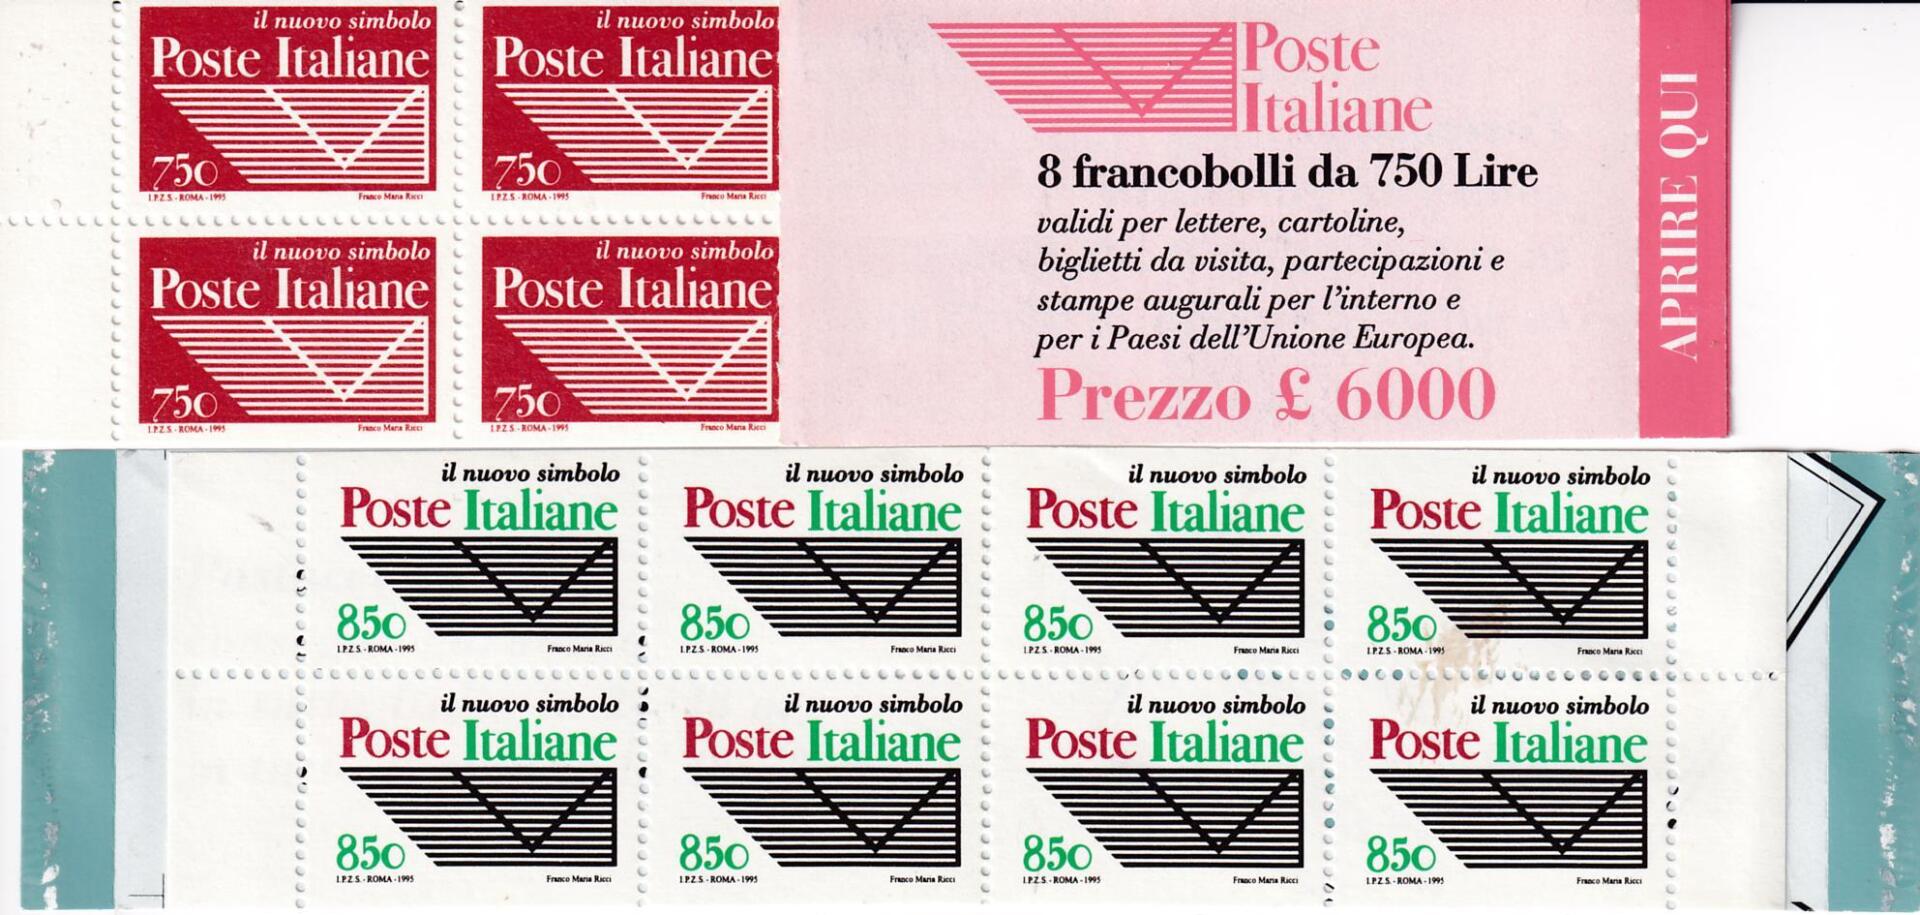 il nuovo simbolo
Poste Italiane
750
I.P.Z.S. - ROMA - 1995 Franco Maria Ricci
il nuovo simbolo
Poste Italiane
750
I.P.Z.S. - ROMA - 1995 Franco Maria Ricci
il nuovo simbolo
Poste Italiane
750
I.P.Z.S. - ROMA - 1995 Franco Maria Ricci
il nuovo simbolo
Poste Italiane
750
I.P.Z.S. - ROMA - 1995 Franco Maria Ricci
Poste
Italiane
8 francobolli da 750 Lire
validi per lettere, cartoline,
biglietti da visita, partecipazioni e
stampe augurali per l'interno e
per i Paesi dell'Unione Europea.
Prezzo £ 6000
APRIRE QUI
il nuovo simbolo
Poste Italiane
850
I.P.Z.S. - ROMA - 1995 Franco Maria Ricci
il nuovo simbolo
Poste Italiane
850
I.P.Z.S. - ROMA - 1995 Franco Maria Ricci
il nuovo simbolo
Poste Italiane
850
I.P.Z.S. - ROMA - 1995 Franco Maria Ricci
il nuovo simbolo
Poste Italiane
850
I.P.Z.S. - ROMA - 1995 Franco Maria Ricci
il nuovo simbolo
Poste Italiane
850
I.P.Z.S. - ROMA - 1995 Franco Maria Ricci
il nuovo simbolo
Poste Italiane
850
I.P.Z.S. - ROMA - 1995 Franco Maria Ricci
il nuovo simbolo
Poste Italiane
850
I.P.Z.S. - ROMA - 1995 Franco Maria Ricci
il nuovo simbolo
Poste Italiane
850
I.P.Z.S. - ROMA - 1995 Franco Maria Ricci